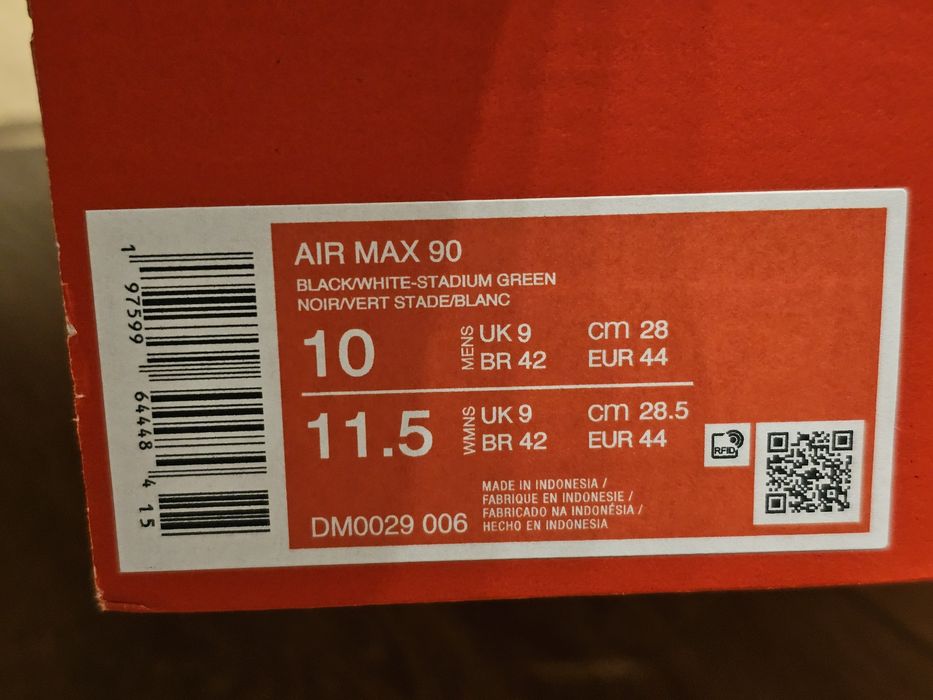 1 97599 64448 4 15
AIR MAX 90
BLACK/WHITE-STADIUM GREEN
NOIR/VERT STADE/BLANC
10 MENS UK 9 cm 28
BR 42 EUR 44
11.5 WMNS UK 9 cm 28.5
BR 42 EUR 44
RFID
MADE IN INDONESIA /
FABRIQUE EN INDONESIE /
FABRICADO NA INDONÉSIA /
HECHO EN INDONESIA
DM0029 006